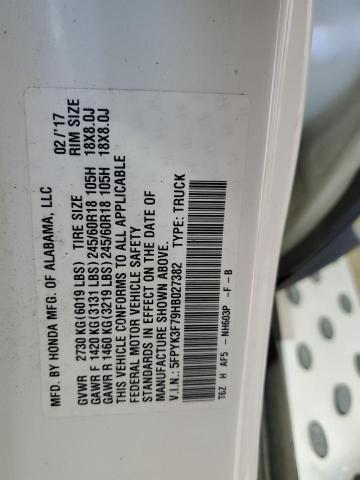 MFD. BY HONDA MFG. OF ALABAMA, LLC 02/'17
GVWR 2730 KG(6019 LBS) TIRE SIZE RIM SIZE
GAWR F 1420 KG(3131 LBS) 245/60R18 105H 18X8.0J
GAWR R 1460 KG(3219 LBS) 245/60R18 105H 18X8.0J
THIS VEHICLE CONFORMS TO ALL APPLICABLE
FEDERAL MOTOR VEHICLE SAFETY
STANDARDS IN EFFECT ON THE DATE OF
MANUFACTURE SHOWN ABOVE.
V.I.N.: 5FPYK3F79HB027382 TYPE: TRUCK
T6Z H AF5 - NH603P -F - B